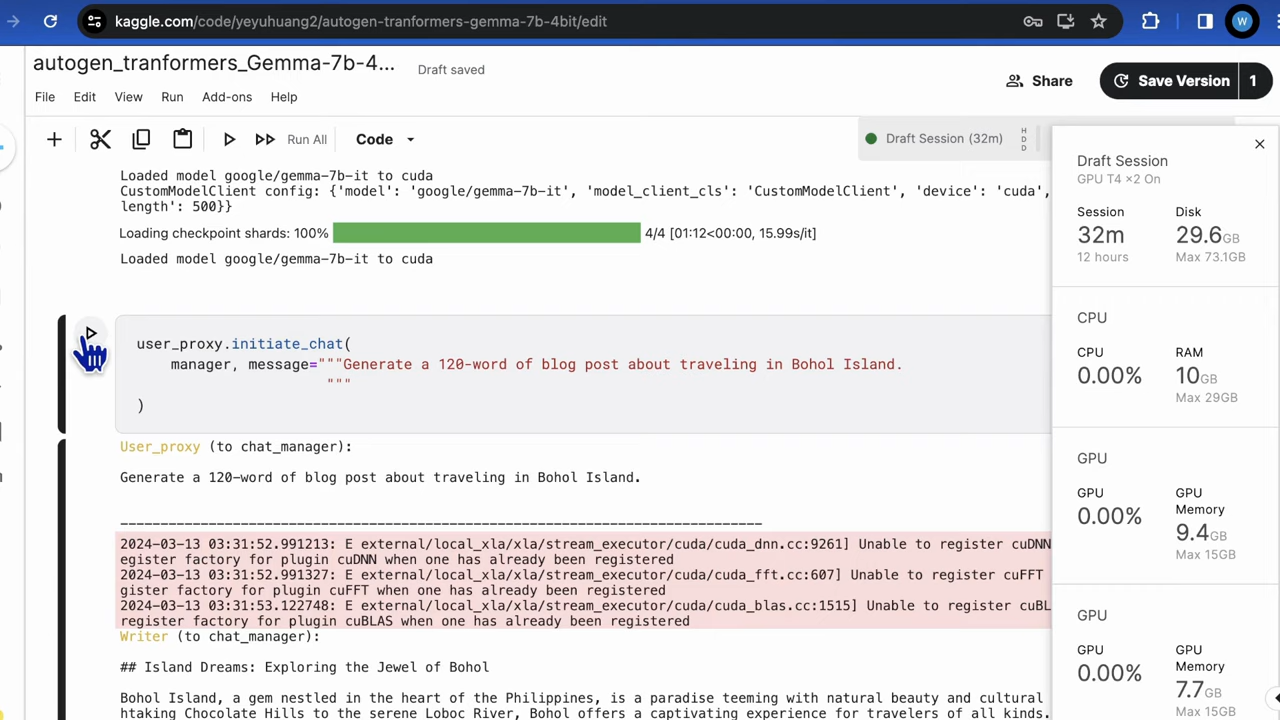 kaggle.com/code/yeyuhuang2/autogen-tranformers-gemma-7b-4bit/edit
W
autogen_tranformers_Gemma-7b-4...
Draft saved
Share
Save Version
1
File Edit View Run Add-ons Help
Run All
Code
Draft Session (32m)
HDD
Loaded model google/gemma-7b-it to cuda
CustomModelClient config: {'model': 'google/gemma-7b-it', 'model_client_cls': 'CustomModelClient', 'device': 'cuda',
length': 500}}
Loading checkpoint shards: 100% 4/4 [01:12<00:00, 15.99s/it]
Loaded model google/gemma-7b-it to cuda
user_proxy.initiate_chat(
manager, message="""Generate a 120-word of blog post about traveling in Bohol Island.
"""
)
User_proxy (to chat_manager):
Generate a 120-word of blog post about traveling in Bohol Island.
--------------------------------------------------------------------------------
2024-03-13 03:31:52.991213: E external/local_xla/xla/stream_executor/cuda/cuda_dnn.cc:9261] Unable to register cuDNN
egister factory for plugin cuDNN when one has already been registered
2024-03-13 03:31:52.991327: E external/local_xla/xla/stream_executor/cuda/cuda_fft.cc:607] Unable to register cuFFT
gister factory for plugin cuFFT when one has already been registered
2024-03-13 03:31:53.122748: E external/local_xla/xla/stream_executor/cuda/cuda_blas.cc:1515] Unable to register cuBL
register factory for plugin cuBLAS when one has already been registered
Writer (to chat_manager):
## Island Dreams: Exploring the Jewel of Bohol
Bohol Island, a gem nestled in the heart of the Philippines, is a paradise teeming with natural beauty and cultural
htaking Chocolate Hills to the serene Loboc River, Bohol offers a captivating experience for travelers of all kinds.
Draft Session
GPU T4 ×2 On
Session
32m
12 hours
Disk
29.6GB
Max 73.1GB
CPU
CPU
0.00%
RAM
10GB
Max 29GB
GPU
GPU
0.00%
GPU
Memory
9.4GB
Max 15GB
GPU
GPU
0.00%
GPU
Memory
7.7GB
Max 15GB